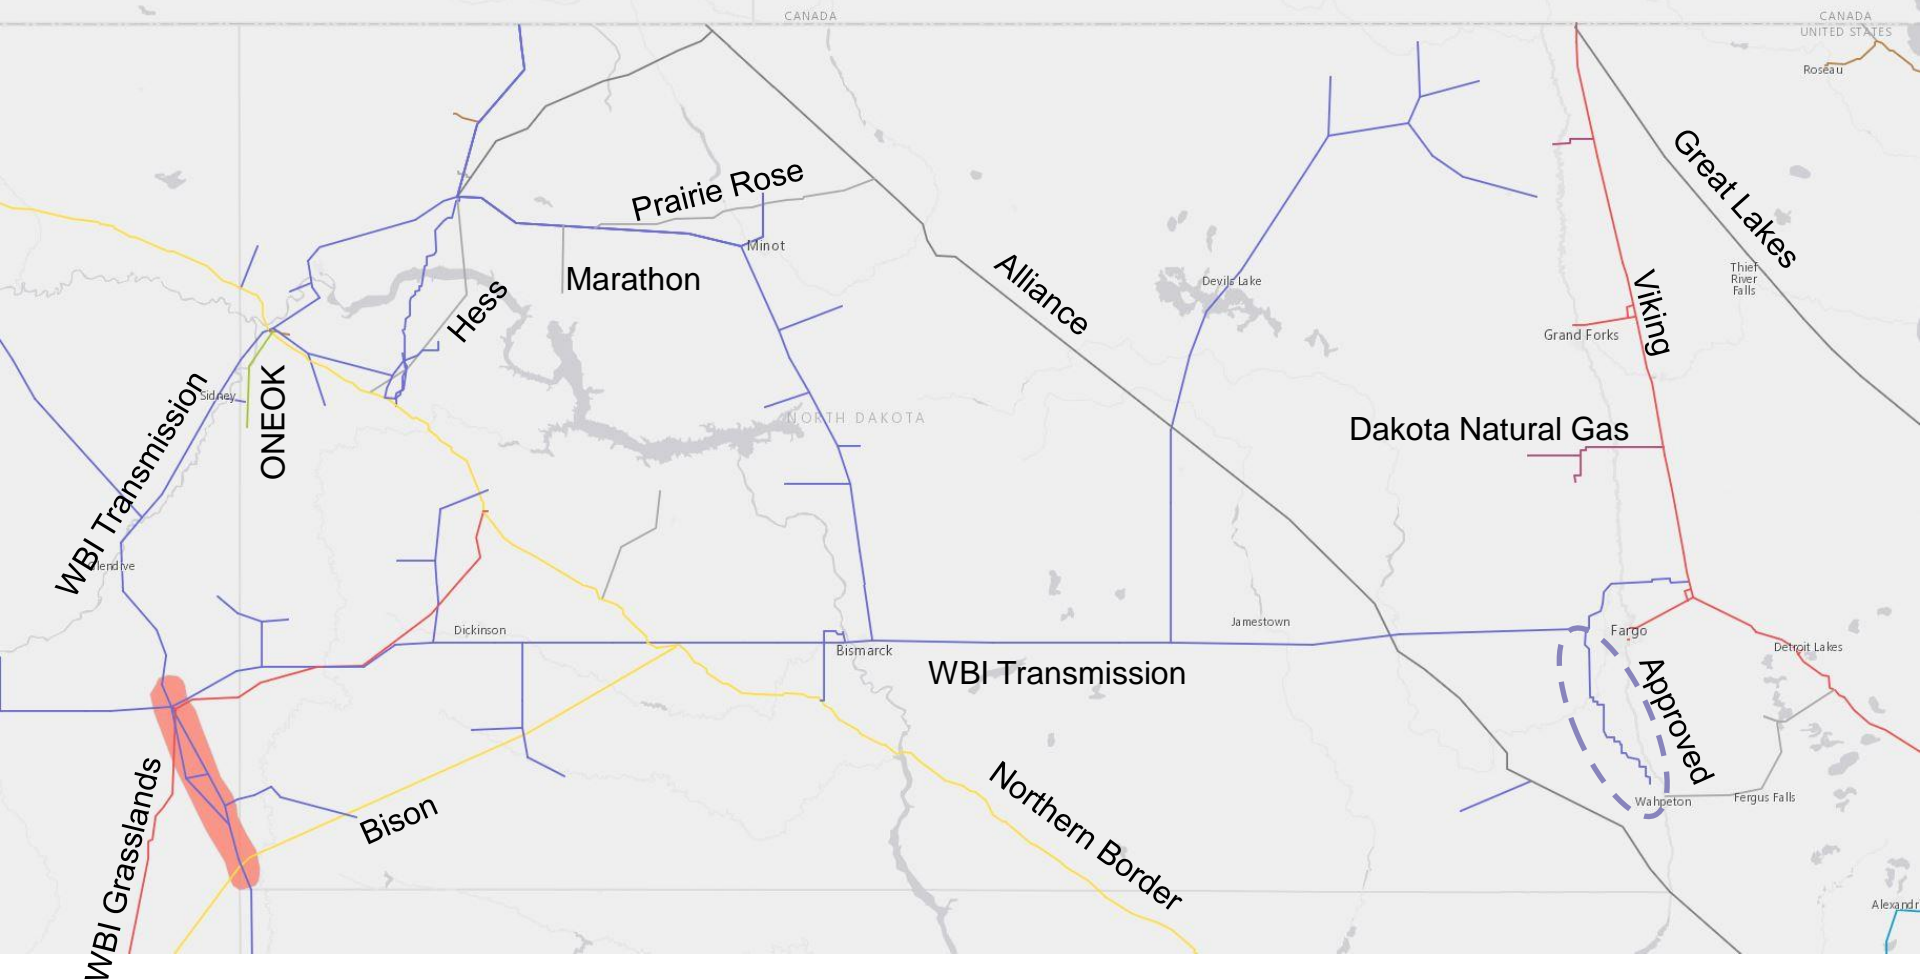 CANADA
CANADA
UNITED STATES
Roseau
Prairie Rose
Great Lakes
Minot
Marathon
Alliance
Devils Lake
Thief
River
Falls
Hess
Viking
Grand Forks
WBI Transmission
Sidney
ONEOK
NORTH DAKOTA
Dakota Natural Gas
Glendive
Dickinson
Bismarck
Jamestown
Fargo
Detroit Lakes
WBI Transmission
Approved
WBI Grasslands
Bison
Northern Border
Wahpeton
Fergus Falls
Alexandr